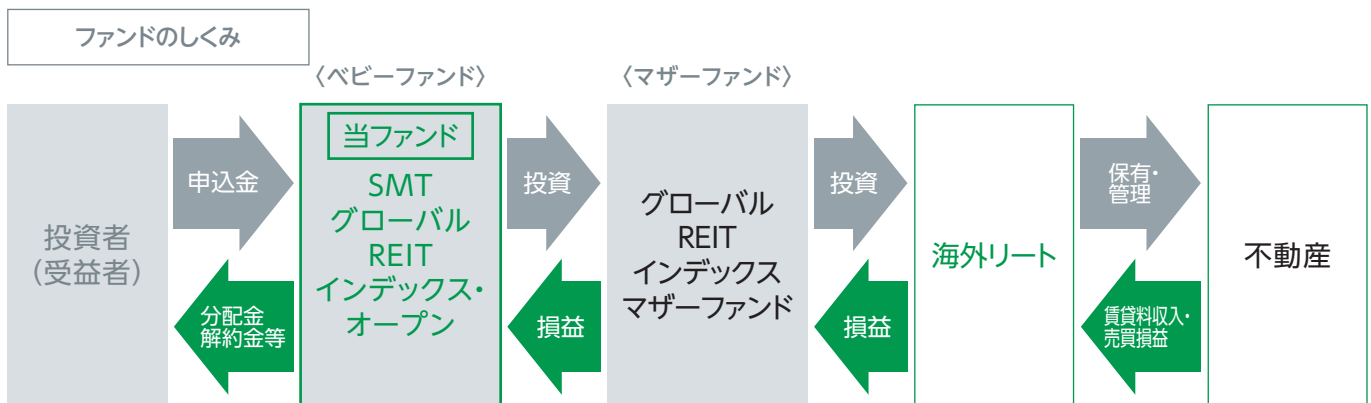 ファンドのしくみ
〈ベビーファンド〉
〈マザーファンド〉
投資者
(受益者)
申込金
分配金
解約金等
当ファンド
SMT
グローバル
REIT
インデックス・
オープン
投資
損益
グローバル
REIT
インデックス
マザーファンド
投資
損益
海外リート
保有・
管理
賃貸料収入・
売買損益
不動産